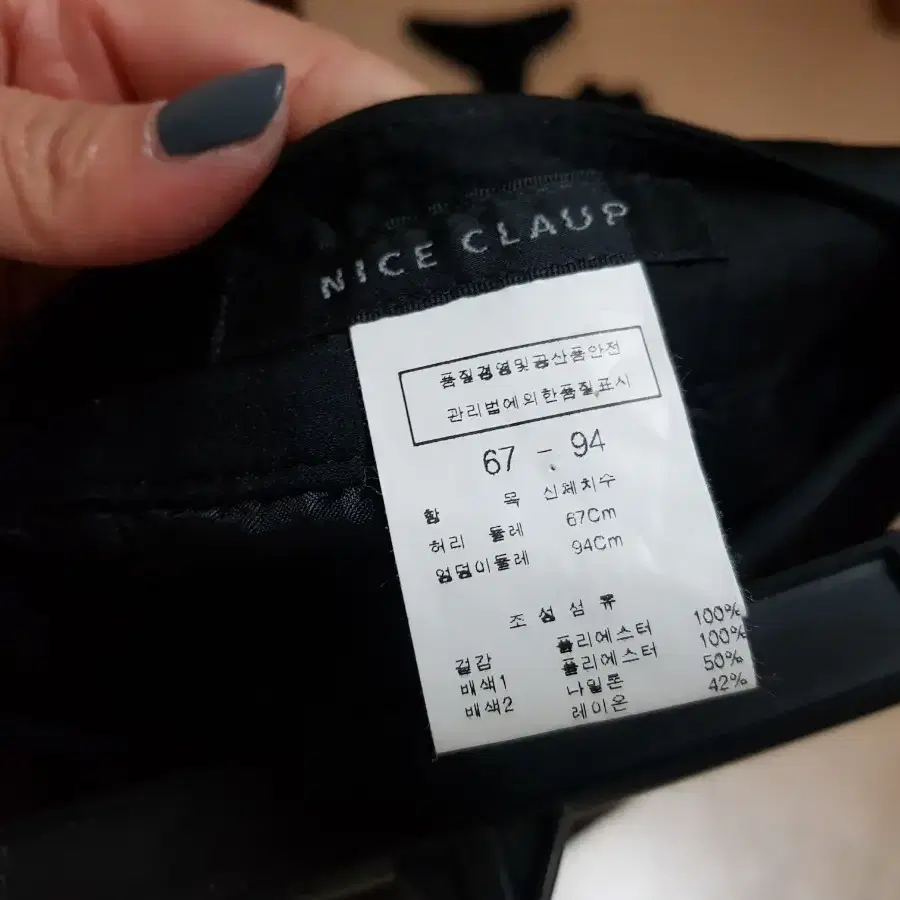 NICE CLAUP
품질경영및공산품안전
관리법에의한품질표시
67 - 94
항 목 신체치수
허리 둘레 67Cm
엉덩이둘레 94Cm
조성섬유
겉감 폴리에스터 100%
배색1 폴리에스터 100%
배색2 나일론 50%
레이온 42%